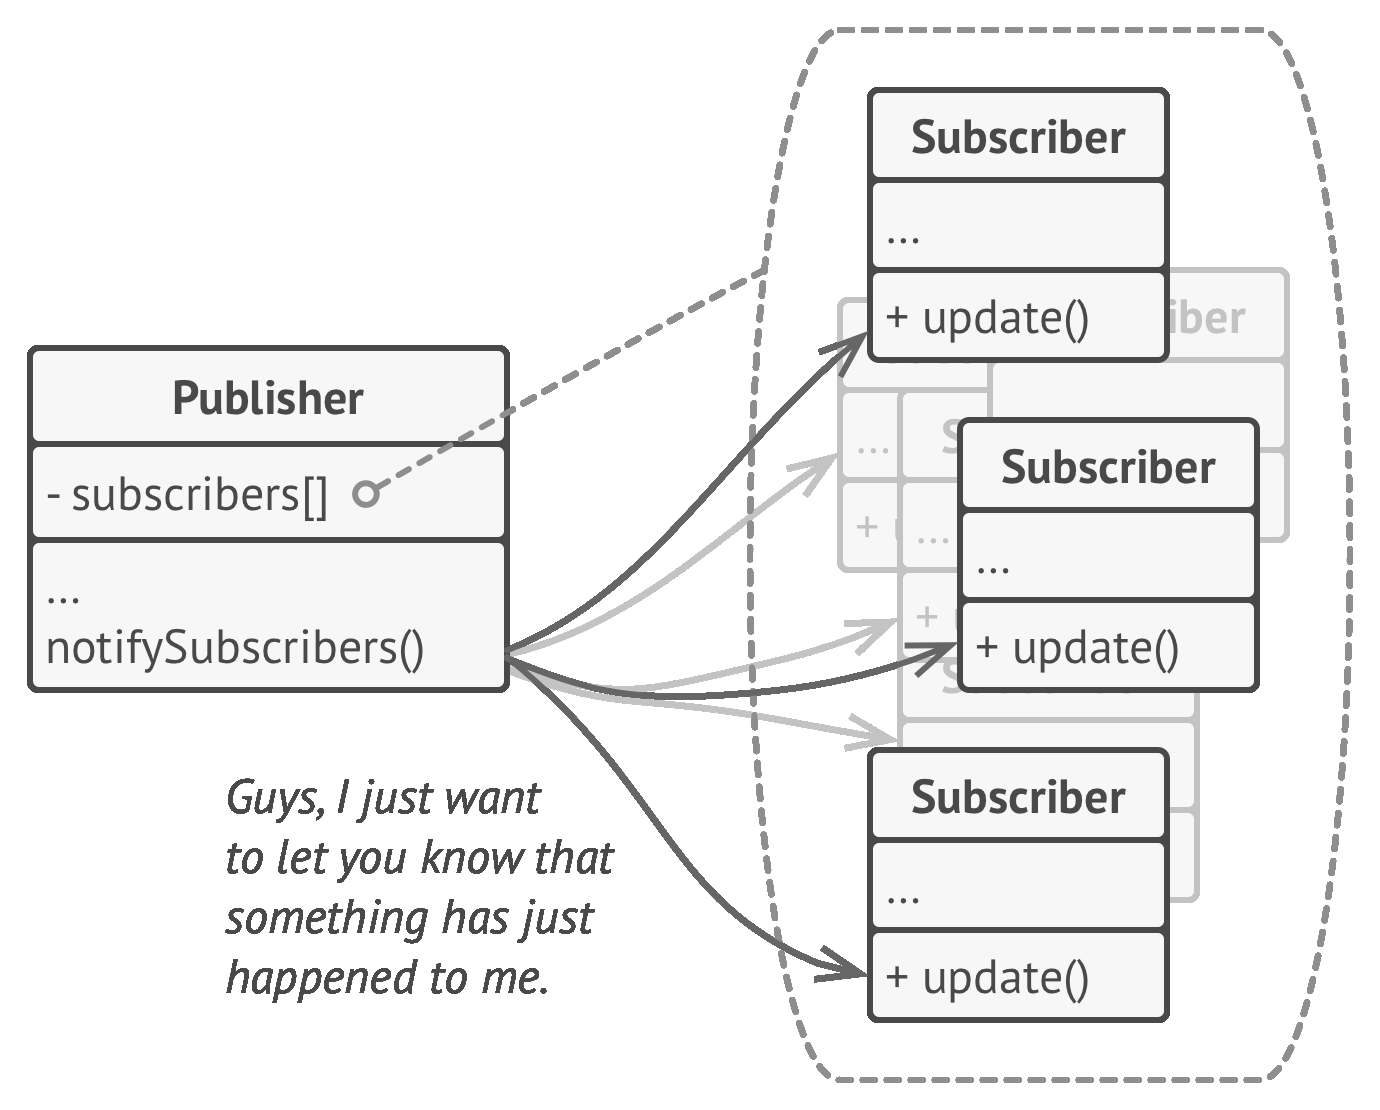 Publisher
- subscribers[]
...
notifySubscribers()
Guys, I just want
to let you know that
something has just
happened to me.
Subscriber
...
+ update()
Subscriber
...
+ update()
Subscriber
...
+ update()
...
+
...
+